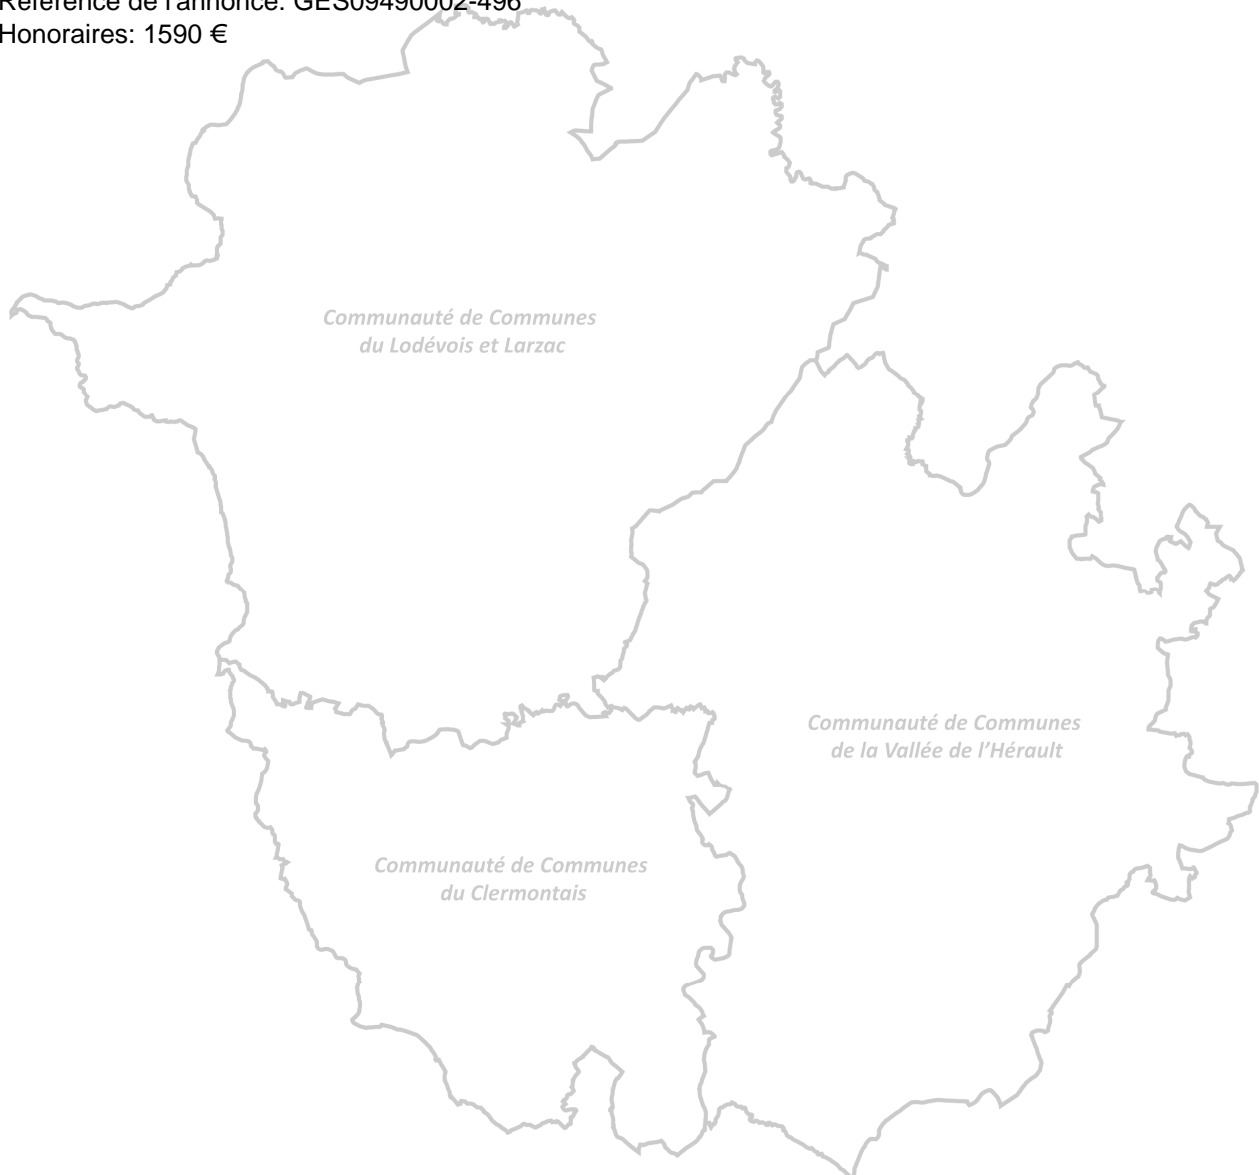 Référence de l'annonce: GES09490002-496
Honoraires: 1590 €
Communauté de Communes
du Lodévois et Larzac
Communauté de Communes
de la Vallée de l'Hérault
Communauté de Communes
du Clermontais